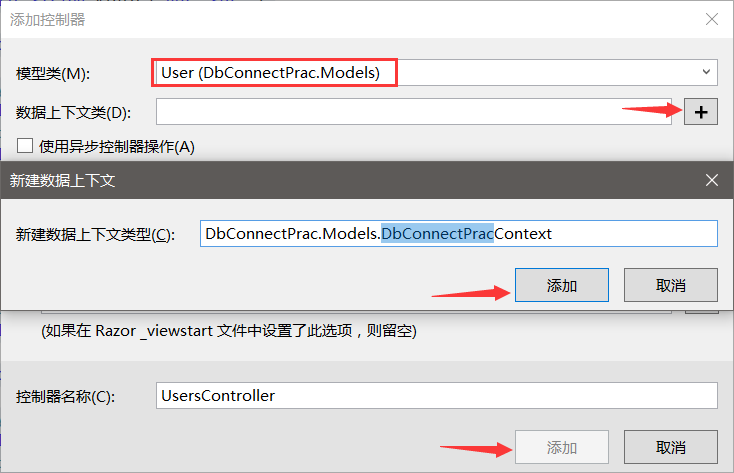 添加控制器
模型类(M):
User (DbConnectPrac.Models)
数据上下文类(D):
使用异步控制器操作(A)
新建数据上下文
新建数据上下文类型(C):
DbConnectPrac.Models.DbConnectPracContext
添加
取消
(如果在 Razor _viewstart 文件中设置了此选项，则留空)
控制器名称(C):
UsersController
添加
取消